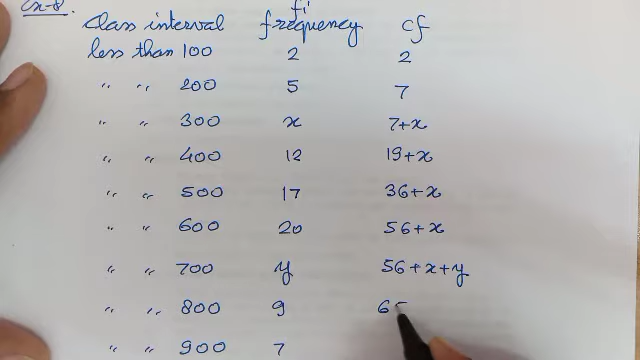 Ex-8.
Class interval fi frequency cf
less than 100 2 2
" " 200 5 7
" " 300 x 7+x
" " 400 12 19+x
" " 500 17 36+x
" " 600 20 56+x
" " 700 y 56+x+y
" " 800 9 65
" " 900 7